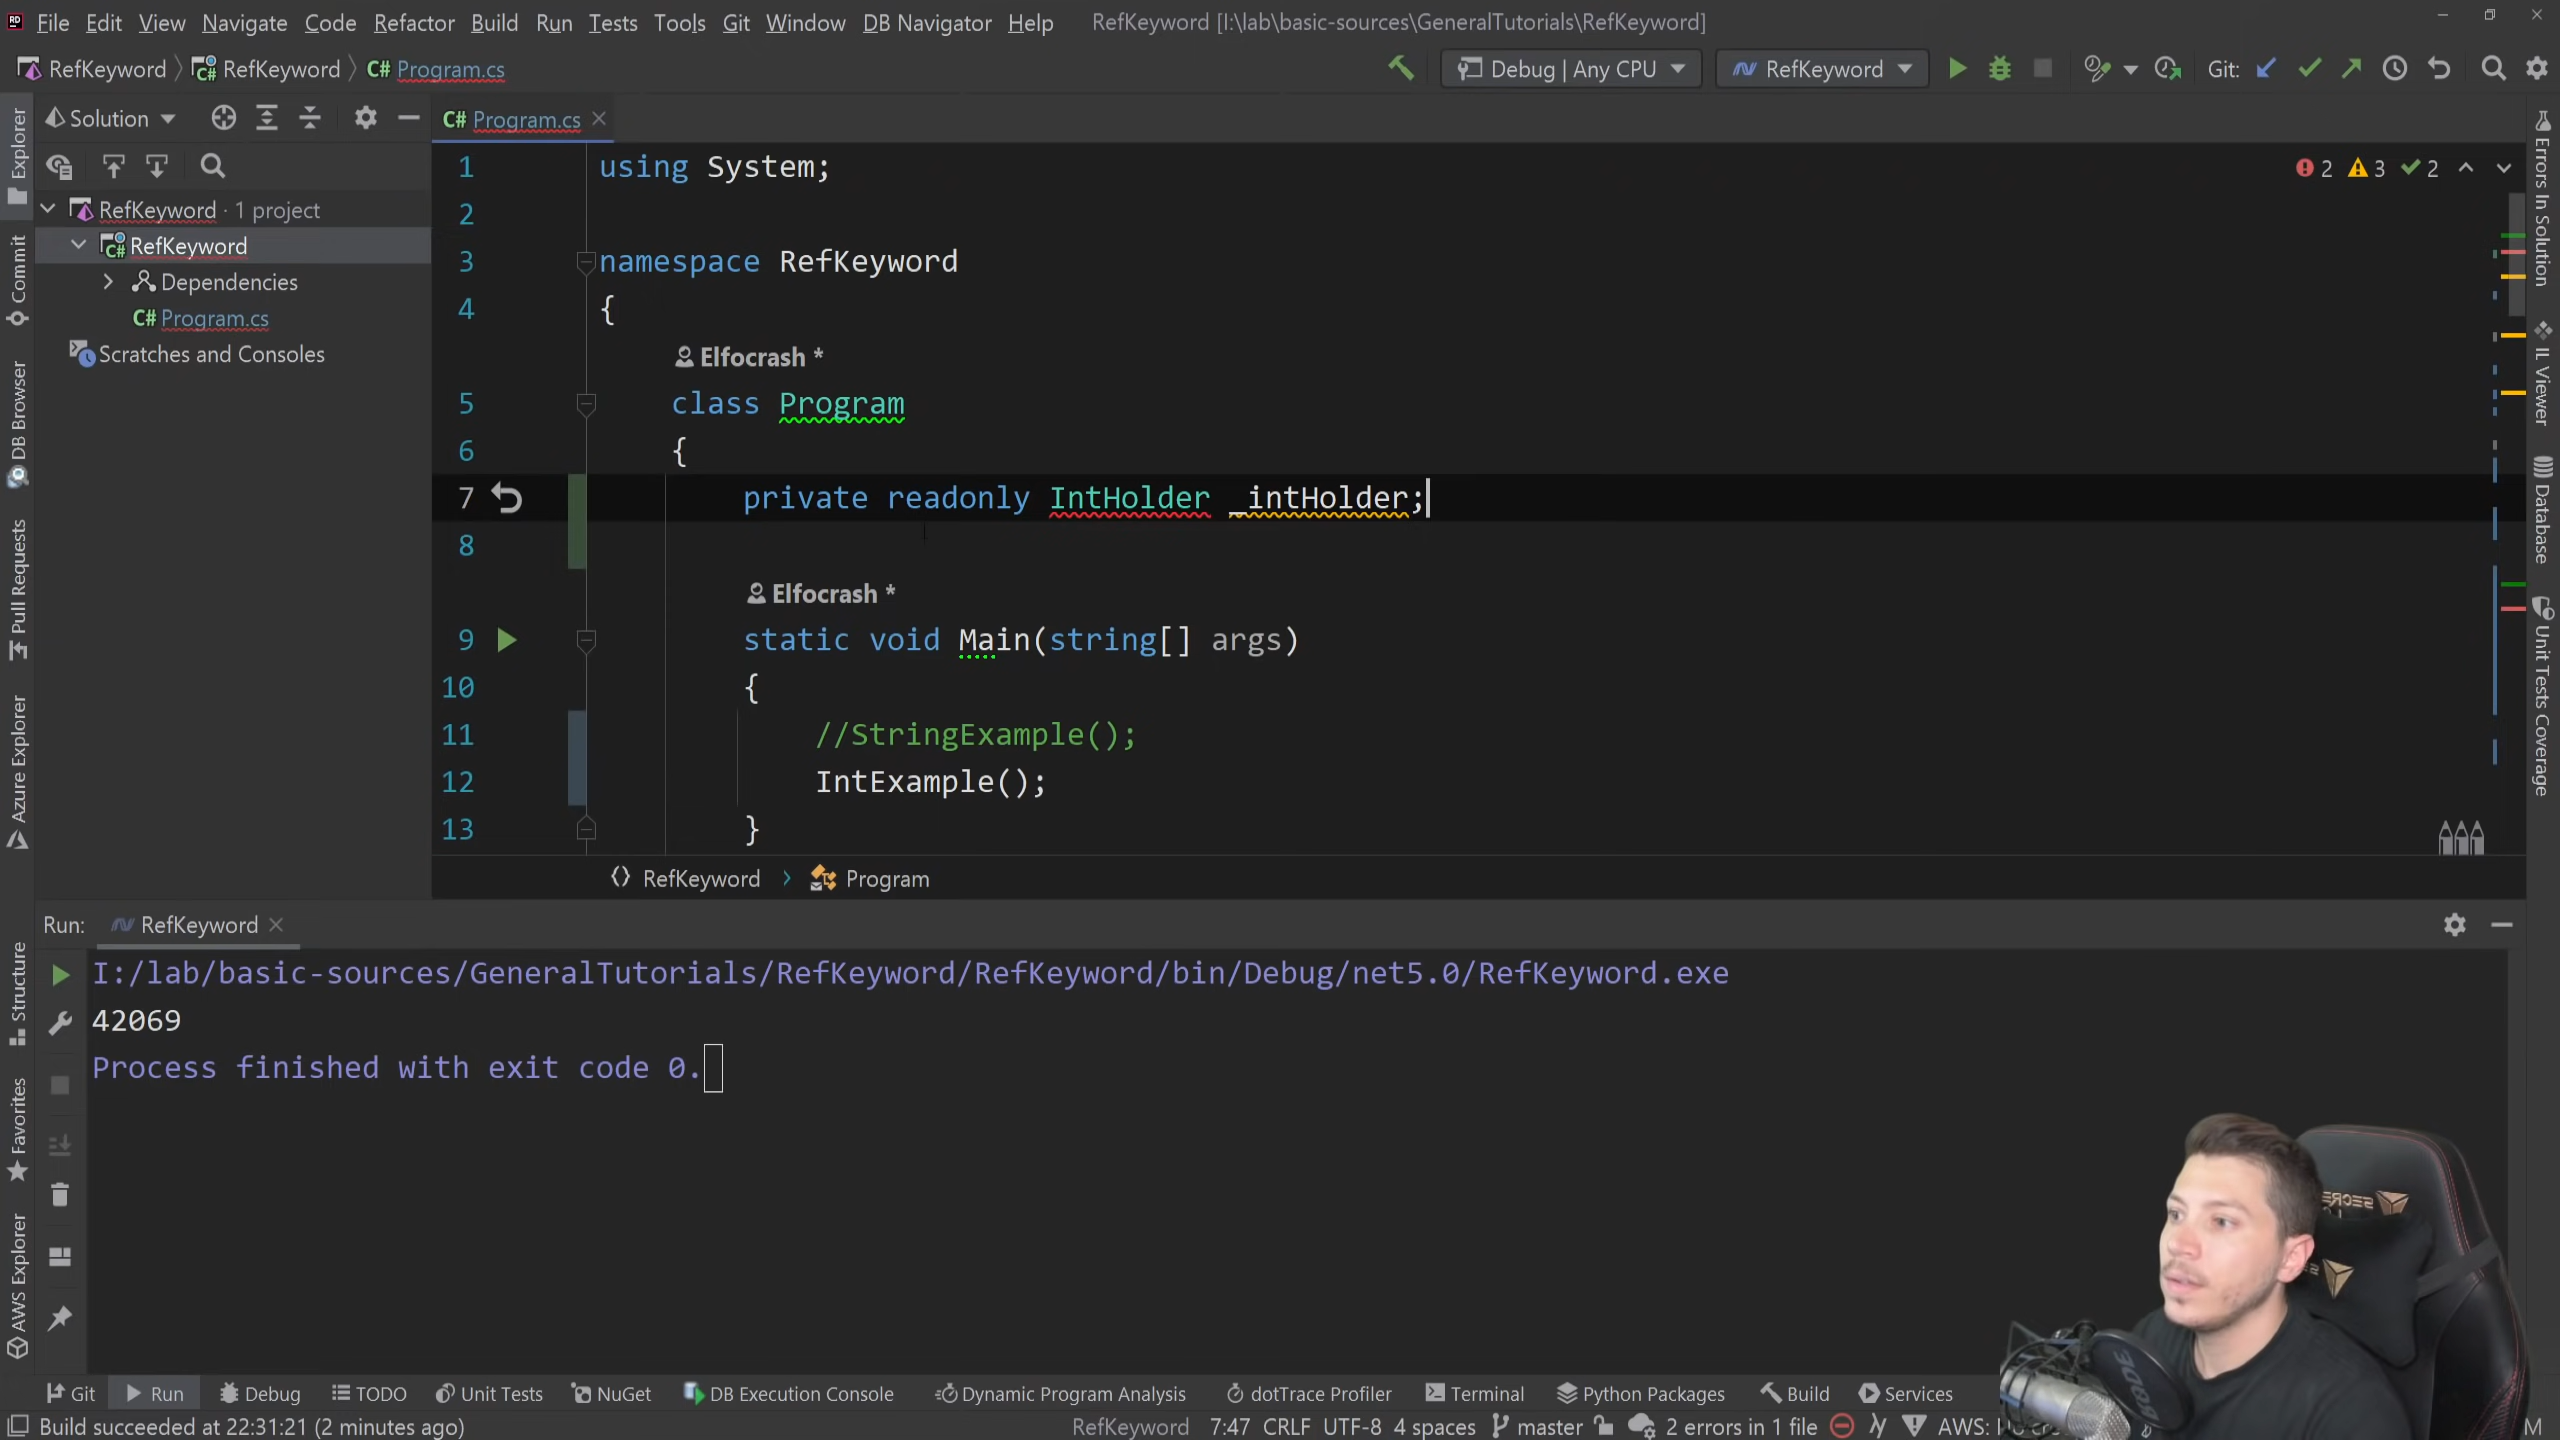 File Edit View Navigate Code Refactor Build Run Tests Tools Git Window DB Navigator Help RefKeyword [I:\lab\basic-sources\GeneralTutorials\RefKeyword]
RefKeyword RefKeyword C# Program.cs Debug | Any CPU RefKeyword Git:
Solution
C# Program.cs
RefKeyword · 1 project
RefKeyword
Dependencies
C# Program.cs
Scratches and Consoles
Explorer
Commit
DB Browser
Pull Requests
Azure Explorer
Structure
Favorites
AWS Explorer
2 3 2
1 using System;
2
3 namespace RefKeyword
4 {
Elfocrash *
5 class Program
6 {
7 private readonly IntHolder _intHolder;
8
Elfocrash *
9 static void Main(string[] args)
10 {
11 //StringExample();
12 IntExample();
13 }
RefKeyword Program
Errors In Solution
IL Viewer
Database
Unit Tests Coverage
Run: RefKeyword
I:/lab/basic-sources/GeneralTutorials/RefKeyword/RefKeyword/bin/Debug/net5.0/RefKeyword.exe
42069
Process finished with exit code 0.
Git Run Debug TODO Unit Tests NuGet DB Execution Console Dynamic Program Analysis dotTrace Profiler Terminal Python Packages Build Services
Build succeeded at 22:31:21 (2 minutes ago) RefKeyword 7:47 CRLF UTF-8 4 spaces master 2 errors in 1 file AWS: